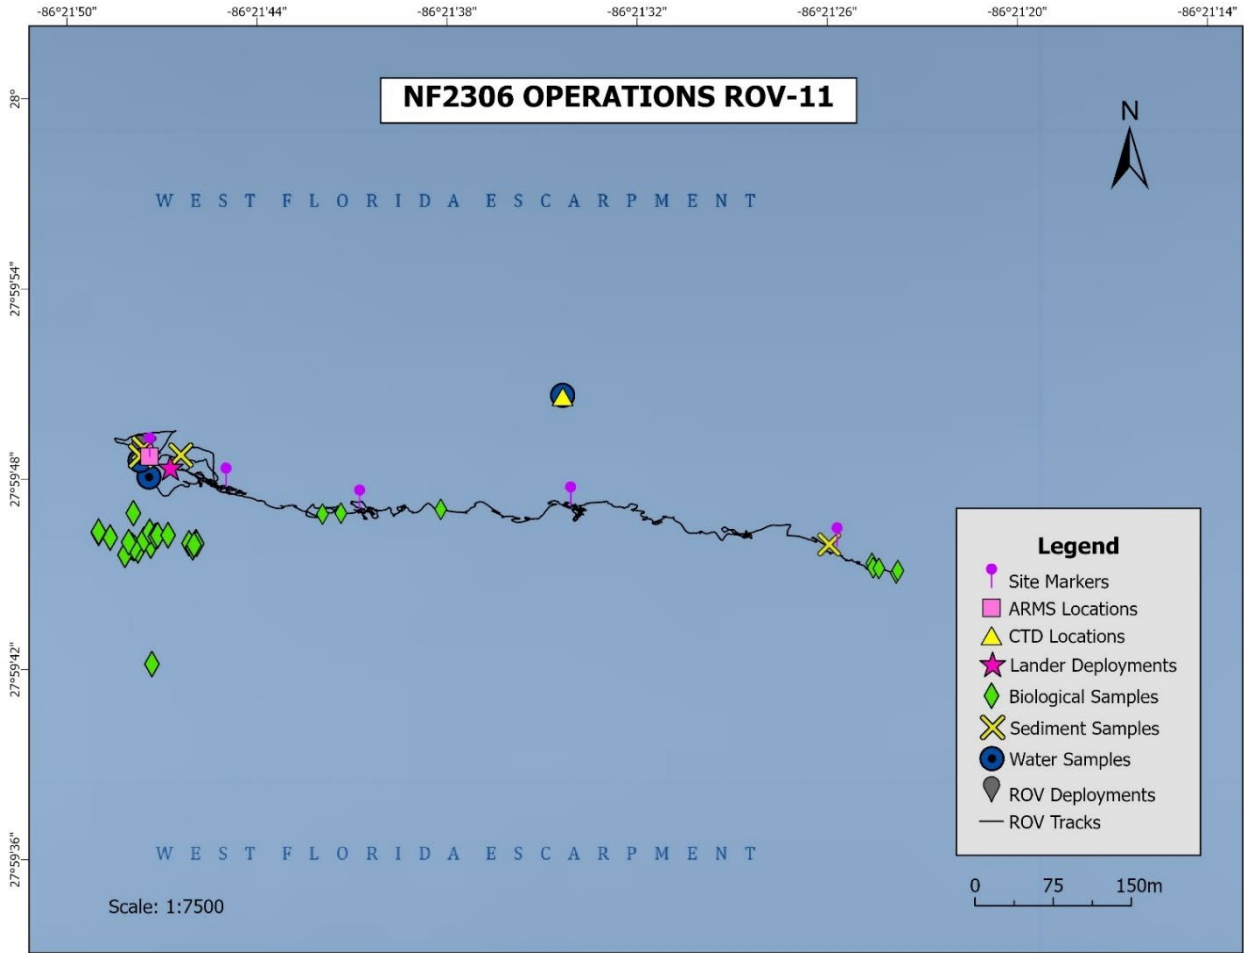 -86°21'50" -86°21'44" -86°21'38" -86°21'32" -86°21'26" -86°21'20" -86°21'14"
NF2306 OPERATIONS ROV-11
28°
N
WEST FLORIDA ESCARPMENT
27°59'54"
27°59'48"
27°59'42"
27°59'36"
Legend
Site Markers
ARMS Locations
CTD Locations
Lander Deployments
Biological Samples
Sediment Samples
Water Samples
ROV Deployments
ROV Tracks
WEST FLORIDA ESCARPMENT
0 75 150m
Scale: 1:7500